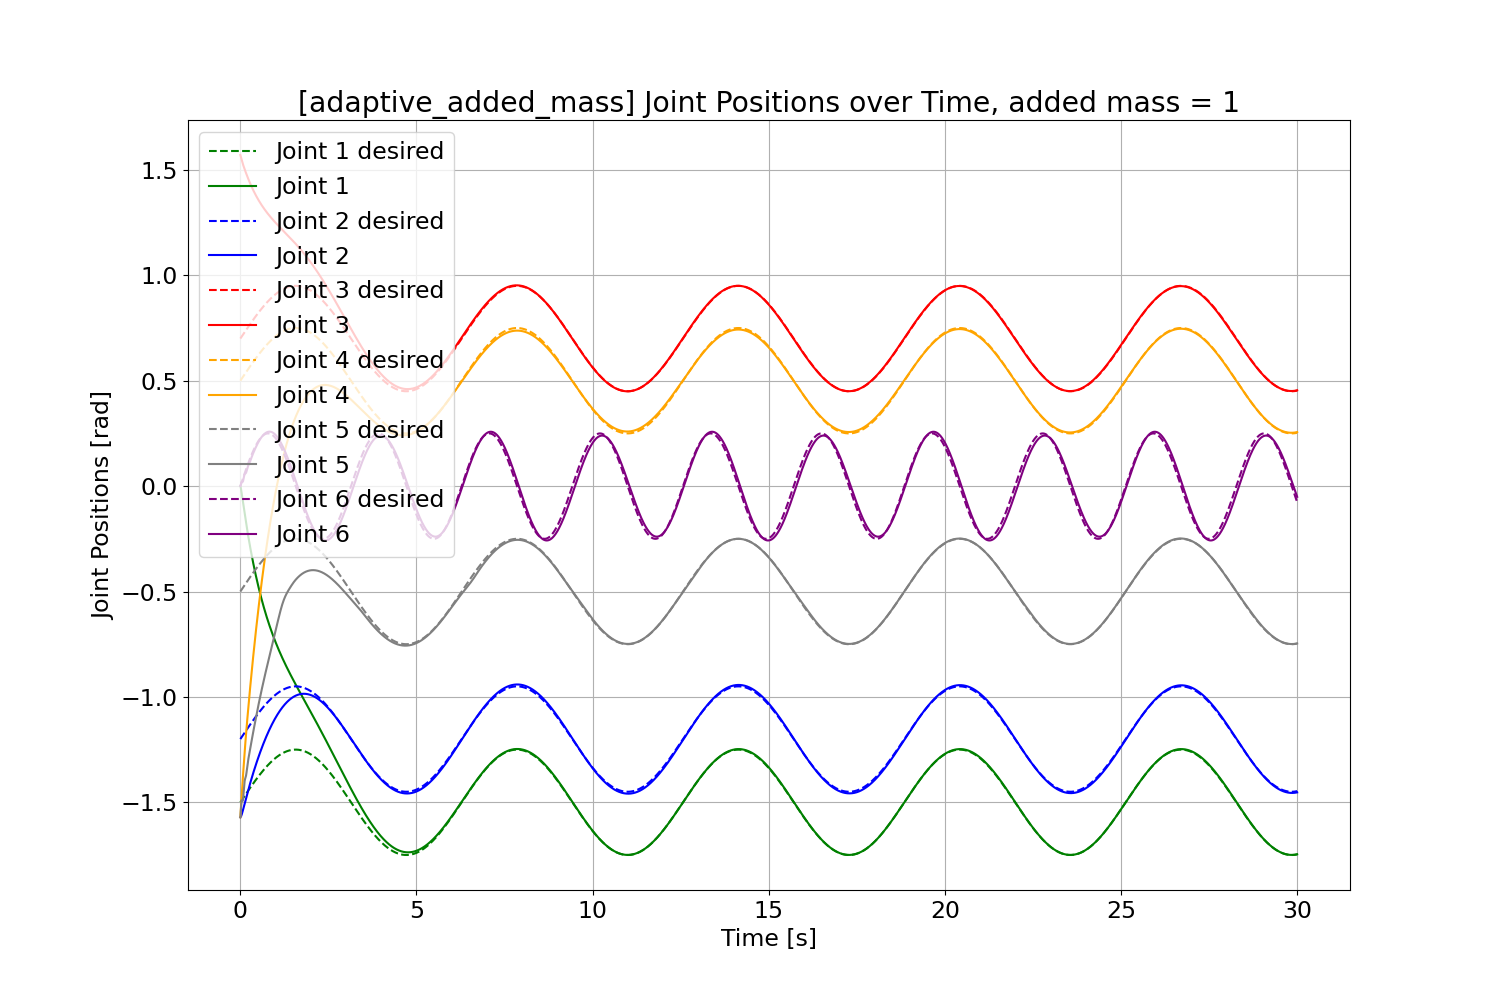 [adaptive_added_mass] Joint Positions over Time, added mass = 1
Joint 1 desired
Joint 1
Joint 2 desired
Joint 2
Joint 3 desired
Joint 3
Joint 4 desired
Joint 4
Joint 5 desired
Joint 5
Joint 6 desired
Joint 6
Joint Positions [rad]
1.5
1.0
0.5
0.0
−0.5
−1.0
−1.5
0 5 10 15 20 25 30
Time [s]